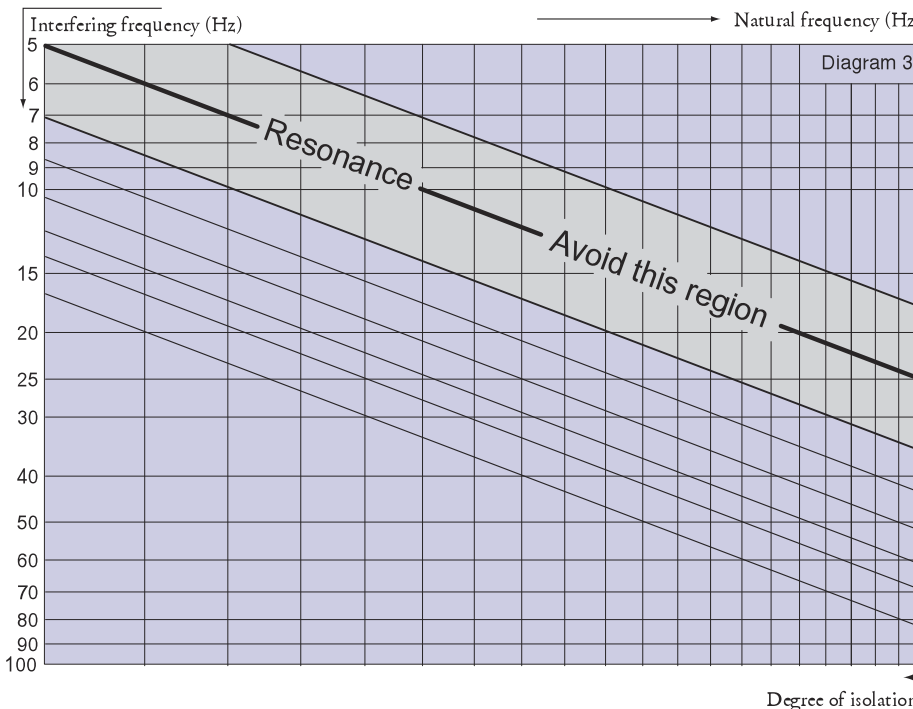 Interfering frequency (Hz)
Natural frequency (Hz
Diagram 3
5
6
7
8
9
10
15
20
25
30
40
50
60
70
80
90
100
Resonance
Avoid this region
Degree of isolation